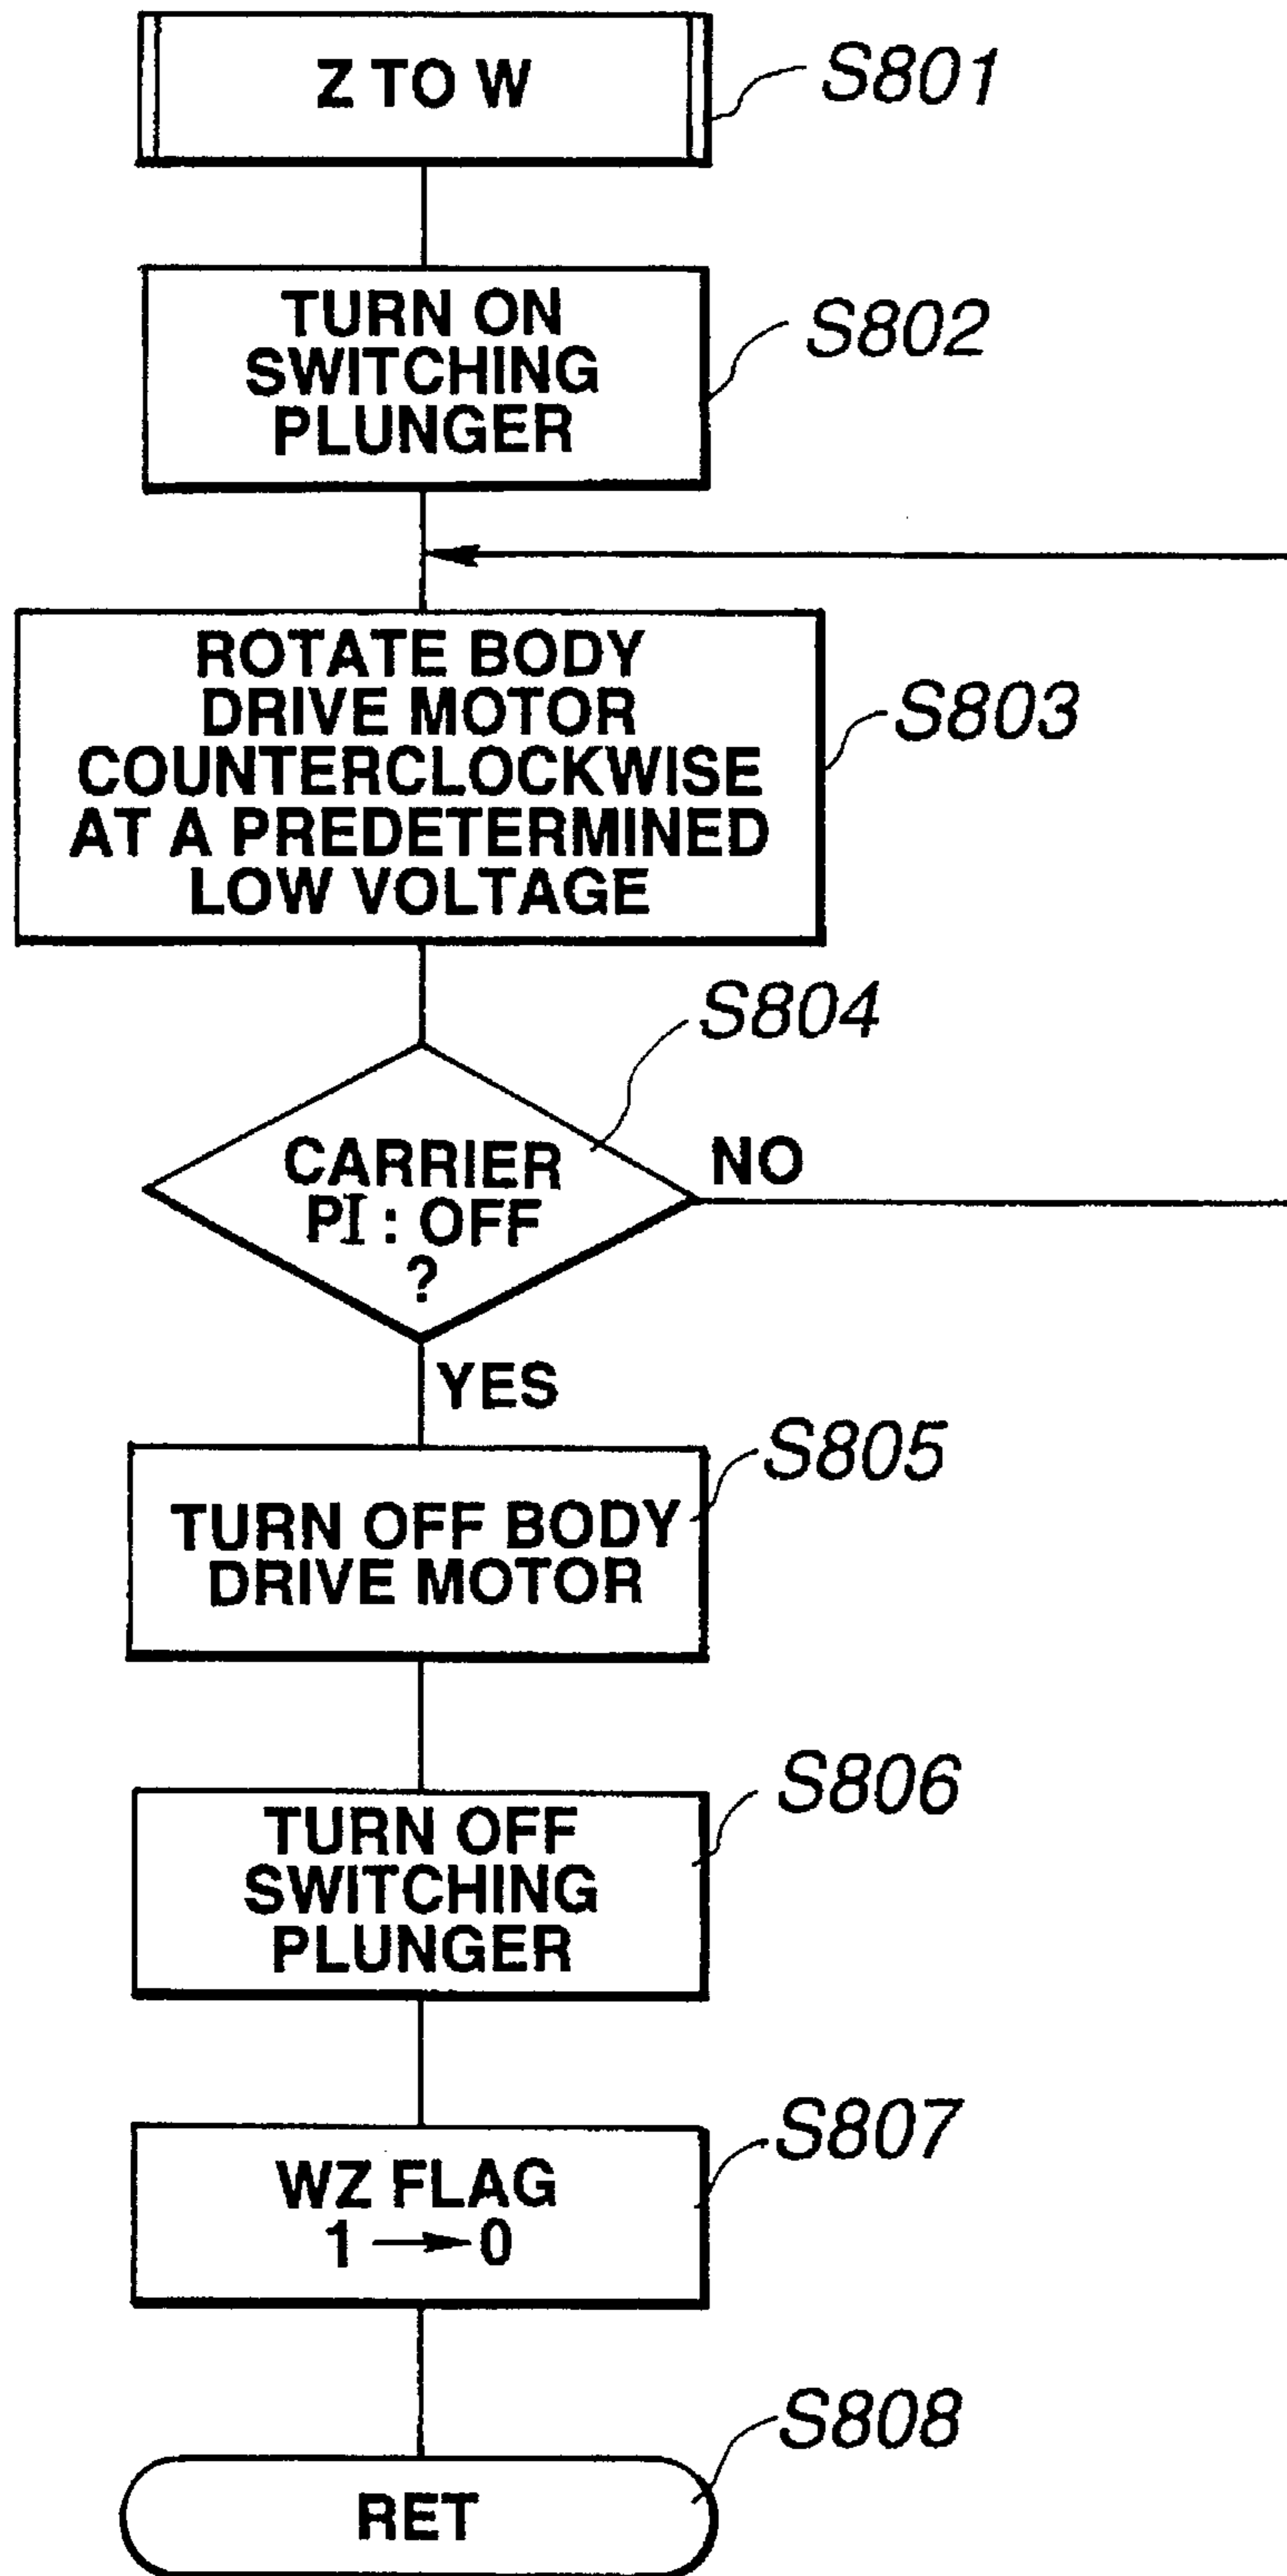 Z TO W
S801
TURN ON
SWITCHING
PLUNGER
S802
ROTATE BODY
DRIVE MOTOR
COUNTERCLOCKWISE
AT A PREDETERMINED
LOW VOLTAGE
S803
S804
CARRIER
PI : OFF
?
NO
YES
S805
TURN OFF BODY
DRIVE MOTOR
S806
TURN OFF
SWITCHING
PLUNGER
S807
WZ FLAG
1 → 0
S808
RET